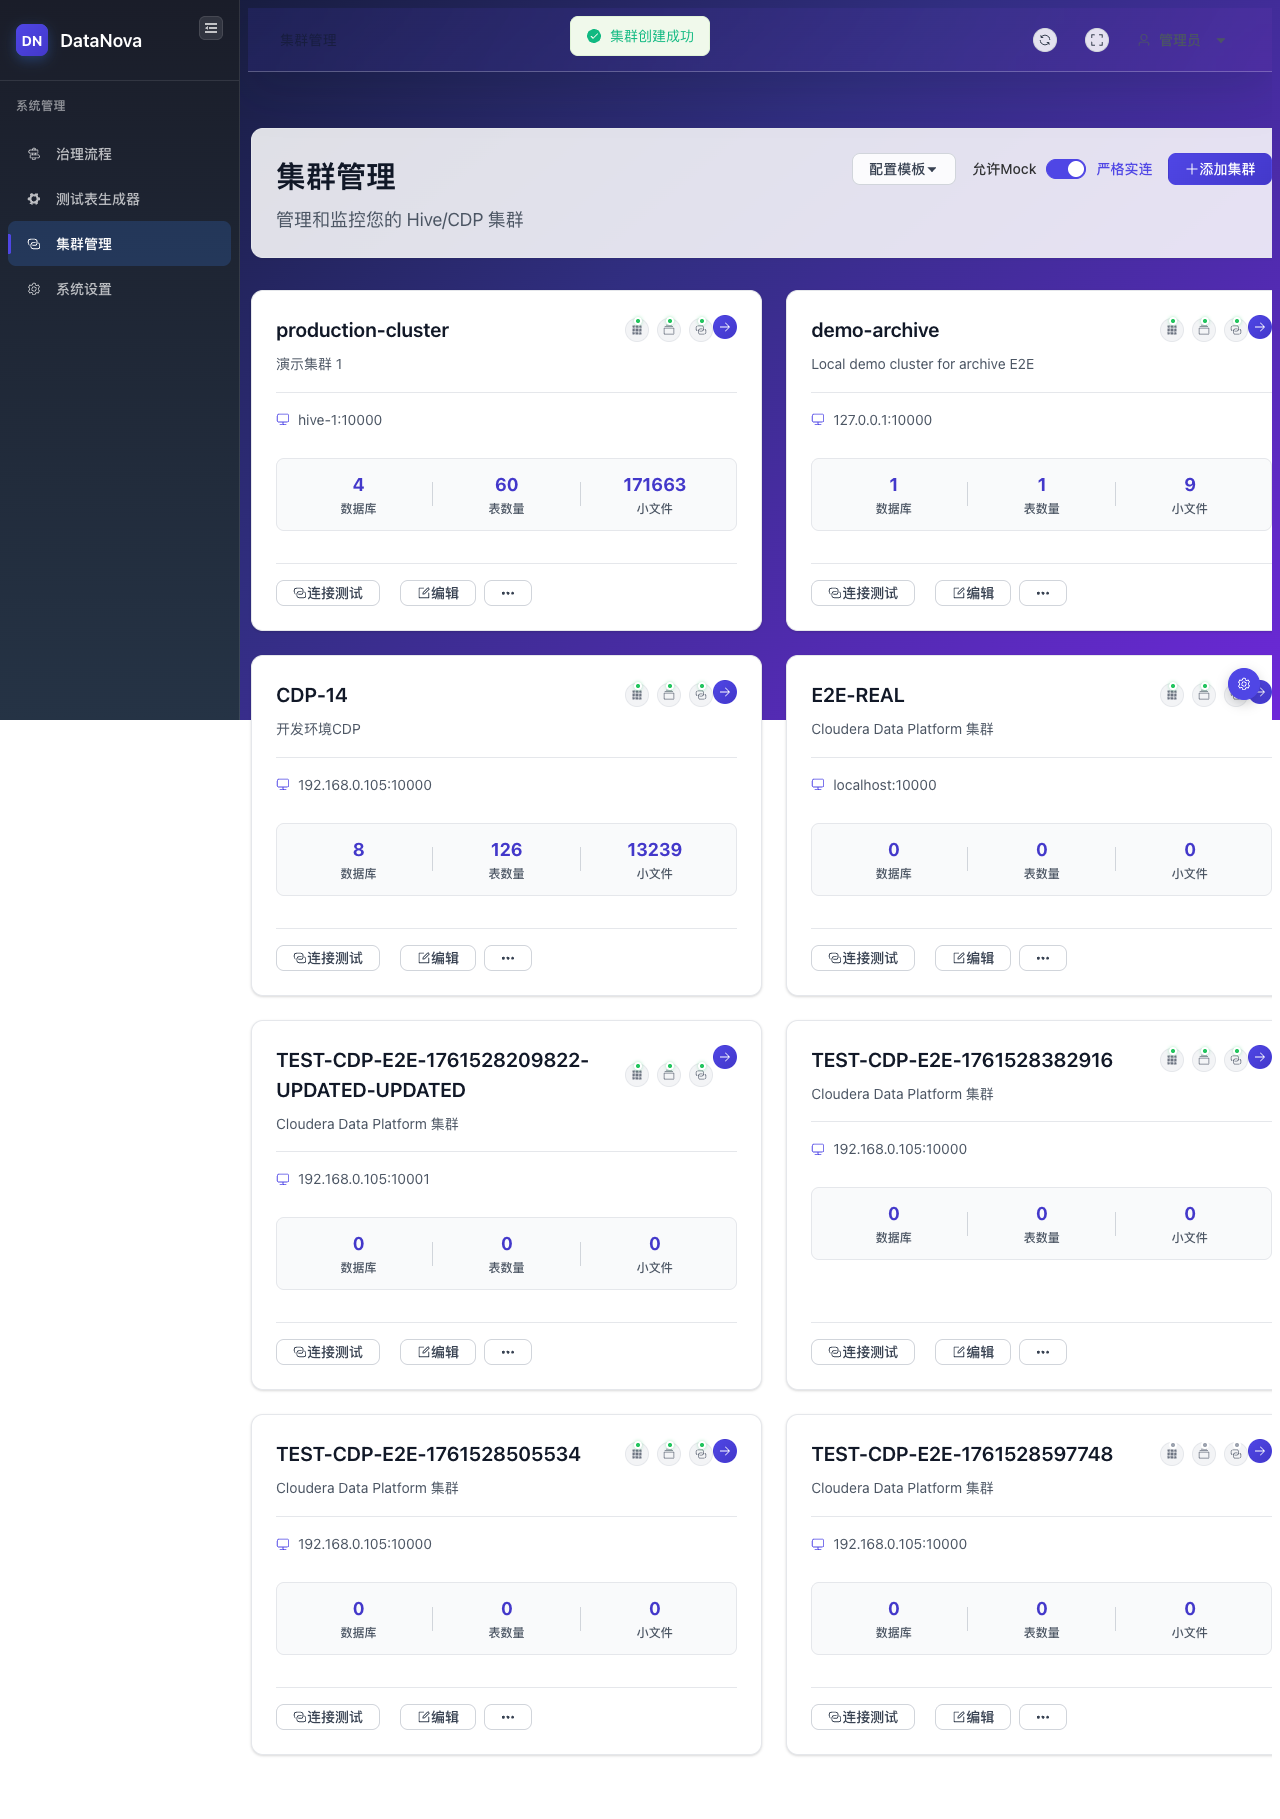 DN DataNova
系统管理
治理流程
测试表生成器
集群管理
系统设置
集群管理
集群创建成功
管理员
集群管理
管理和监控您的 Hive/CDP 集群
配置模板
允许Mock
严格实连
添加集群
production-cluster
演示集群 1
hive-1:10000
4 60 171663
数据库 表数量 小文件
连接测试 编辑
demo-archive
Local demo cluster for archive E2E
127.0.0.1:10000
1 1 9
数据库 表数量 小文件
连接测试 编辑
CDP-14
开发环境CDP
192.168.0.105:10000
8 126 13239
数据库 表数量 小文件
连接测试 编辑
E2E-REAL
Cloudera Data Platform 集群
localhost:10000
0 0 0
数据库 表数量 小文件
连接测试 编辑
TEST-CDP-E2E-1761528209822-
UPDATED-UPDATED
Cloudera Data Platform 集群
192.168.0.105:10001
0 0 0
数据库 表数量 小文件
连接测试 编辑
TEST-CDP-E2E-1761528382916
Cloudera Data Platform 集群
192.168.0.105:10000
0 0 0
数据库 表数量 小文件
连接测试 编辑
TEST-CDP-E2E-1761528505534
Cloudera Data Platform 集群
192.168.0.105:10000
0 0 0
数据库 表数量 小文件
连接测试 编辑
TEST-CDP-E2E-1761528597748
Cloudera Data Platform 集群
192.168.0.105:10000
0 0 0
数据库 表数量 小文件
连接测试 编辑